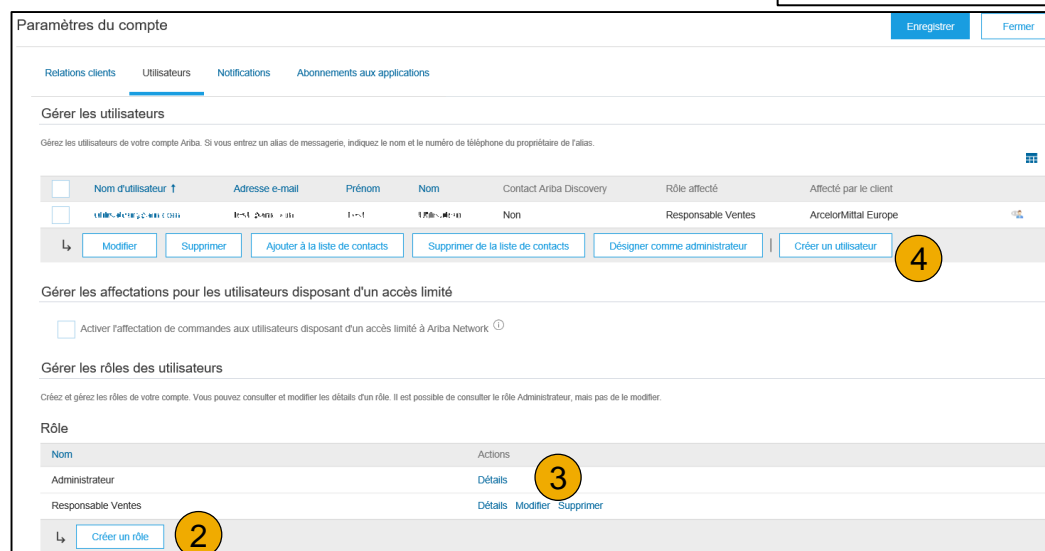 Paramètres du compte
Enregistrer
Fermer
Relations clients Utilisateurs Notifications Abonnements aux applications
Gérer les utilisateurs
Gérez les utilisateurs de votre compte Ariba. Si vous entrez un alias de messagerie, indiquez le nom et le numéro de téléphone du propriétaire de l'alias.
Nom d'utilisateur ↑ Adresse e-mail Prénom Nom Contact Ariba Discovery Rôle affecté Affecté par le client
Non Responsable Ventes ArcelorMittal Europe
Modifier Supprimer Ajouter à la liste de contacts Supprimer de la liste de contacts Désigner comme administrateur | Créer un utilisateur
4
Gérer les affectations pour les utilisateurs disposant d'un accès limité
Activer l'affectation de commandes aux utilisateurs disposant d'un accès limité à Ariba Network
Gérer les rôles des utilisateurs
Créez et gérez les rôles de votre compte. Vous pouvez consulter et modifier les détails d'un rôle. Il est possible de consulter le rôle Administrateur, mais pas de le modifier.
Rôle
Nom Actions
Administrateur Détails
3
Responsable Ventes Détails Modifier Supprimer
Créer un rôle
2